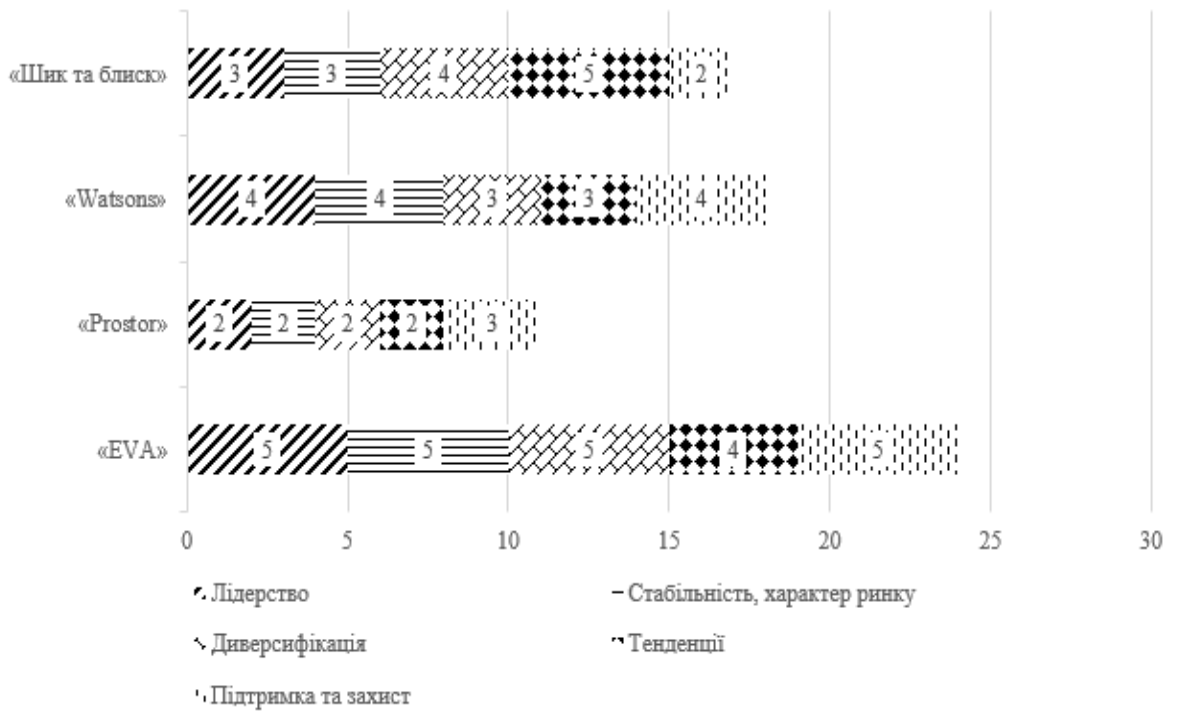 «Шик та блиск» 3 3 4 5 2
«Watsons» 4 4 3 3 4
«Prostor» 2 2 2 2 3
«EVA» 5 5 5 4 5
0 5 10 15 20 25 30
Лідерство Стабільність, характер ринку
Диверсифікація Тенденції
Підтримка та захист